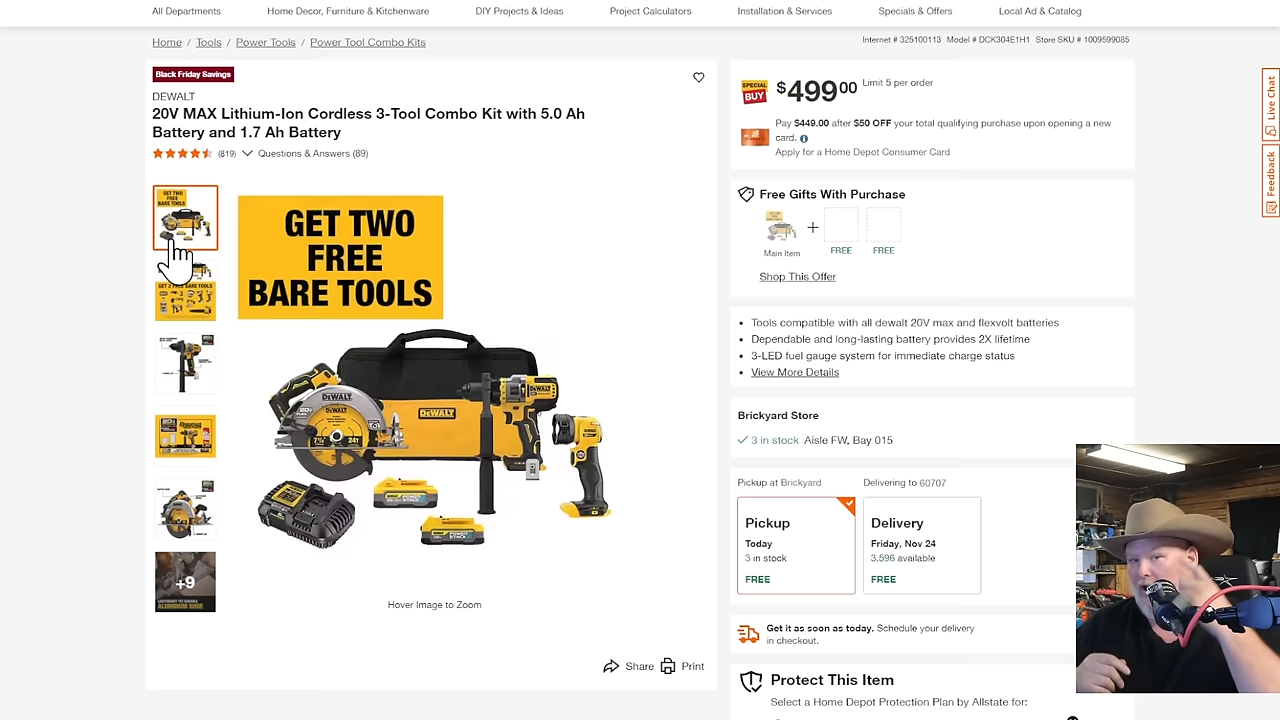 All Departments
Home Decor, Furniture & Kitchenware
DIY Projects & Ideas
Project Calculators
Installation & Services
Specials & Offers
Local Ad & Catalog
Home / Tools / Power Tools / Power Tool Combo Kits
Internet # 325100113 Model # DCK304E1H1 Store SKU # 1009599085
Black Friday Savings
DEWALT
20V MAX Lithium-Ion Cordless 3-Tool Combo Kit with 5.0 Ah
Battery and 1.7 Ah Battery
(819) Questions & Answers (89)
GET TWO
FREE
BARE TOOLS
DEWALT
DEWALT
+9
Hover Image to Zoom
Share Print
SPECIAL
BUY
$499.00 Limit 5 per order
Pay $449.00 after $50 OFF your total qualifying purchase upon opening a new
card.
Apply for a Home Depot Consumer Card
Free Gifts With Purchase
+
Main Item
FREE
FREE
Shop This Offer
• Tools compatible with all dewalt 20V max and flexvolt batteries
• Dependable and long-lasting battery provides 2X lifetime
• 3-LED fuel gauge system for immediate charge status
• View More Details
Brickyard Store
3 in stock Aisle FW, Bay 015
Pickup at Brickyard
Delivering to 60707
Pickup
Today
3 in stock
FREE
Delivery
Friday, Nov 24
3,596 available
FREE
Get it as soon as today. Schedule your delivery
in checkout.
Protect This Item
Select a Home Depot Protection Plan by Allstate for:
Live Chat
Feedback